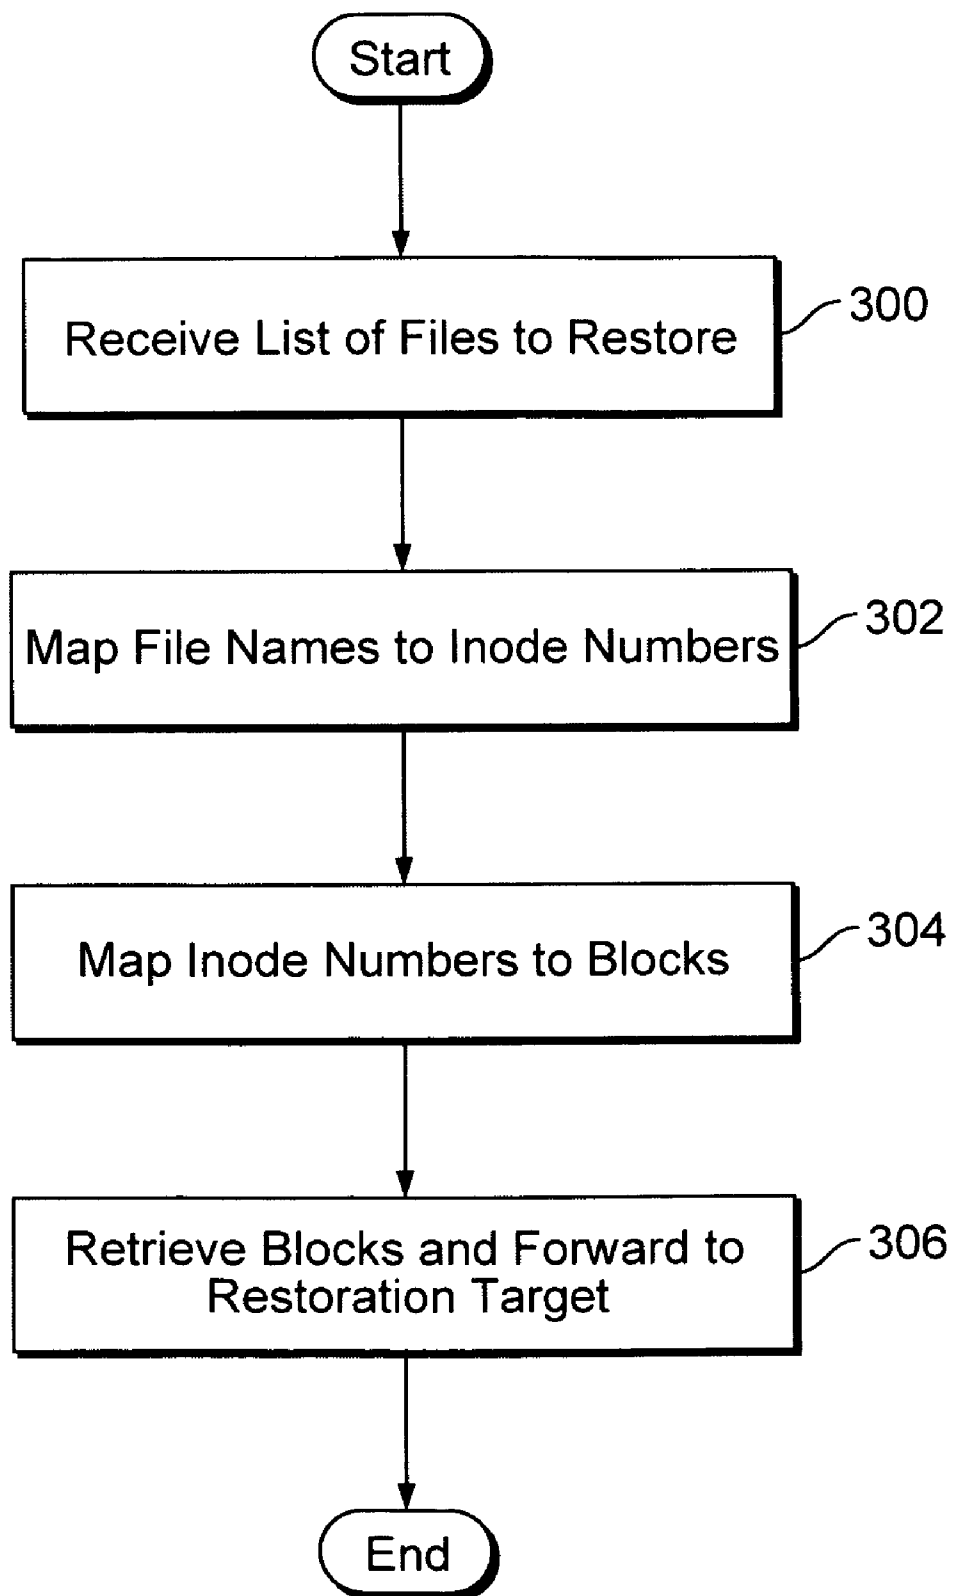 Start
Receive List of Files to Restore
300
Map File Names to Inode Numbers
302
Map Inode Numbers to Blocks
304
Retrieve Blocks and Forward to
Restoration Target
306
End